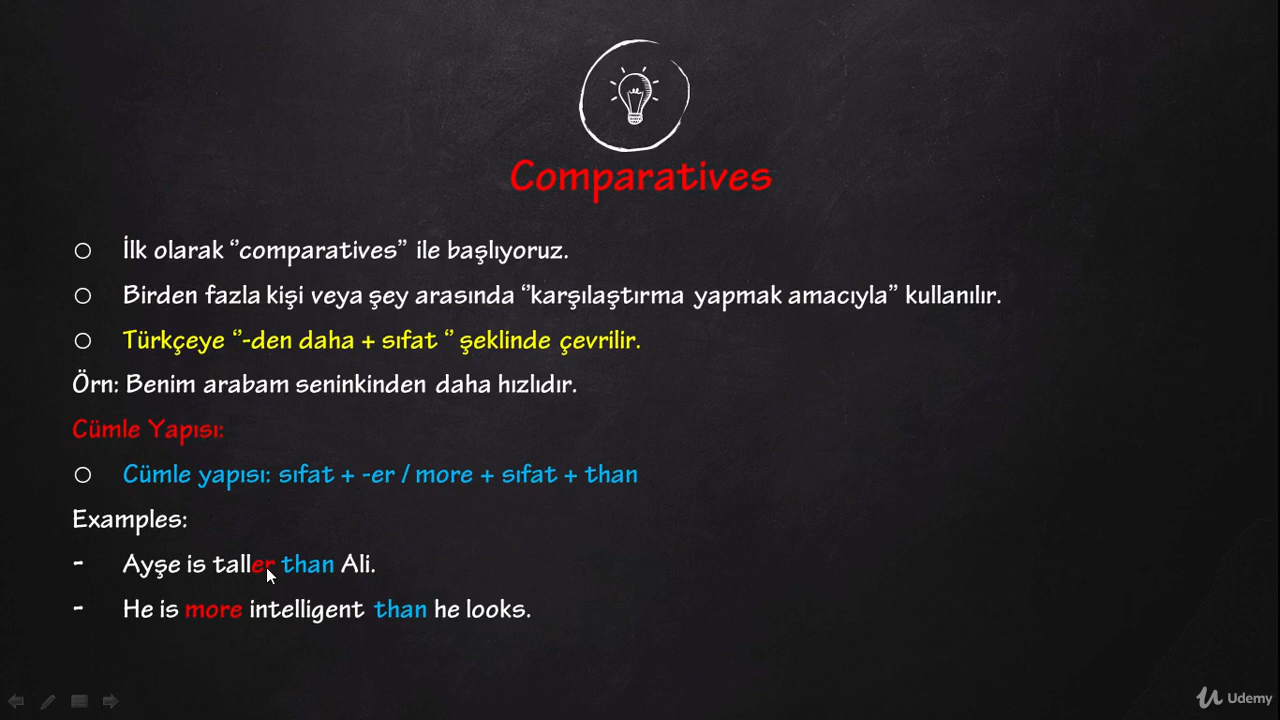 Comparatives
İlk olarak ‘’comparatives’’ ile başlıyoruz.
Birden fazla kişi veya şey arasında ‘’karşılaştırma yapmak amacıyla’’ kullanılır.
Türkçeye ‘’-den daha + sıfat ‘’ şeklinde çevrilir.
Örn: Benim arabam seninkinden daha hızlıdır.
Cümle Yapısı:
Cümle yapısı: sıfat + -er / more + sıfat + than
Examples:
- Ayşe is taller than Ali.
- He is more intelligent than he looks.
Udemy